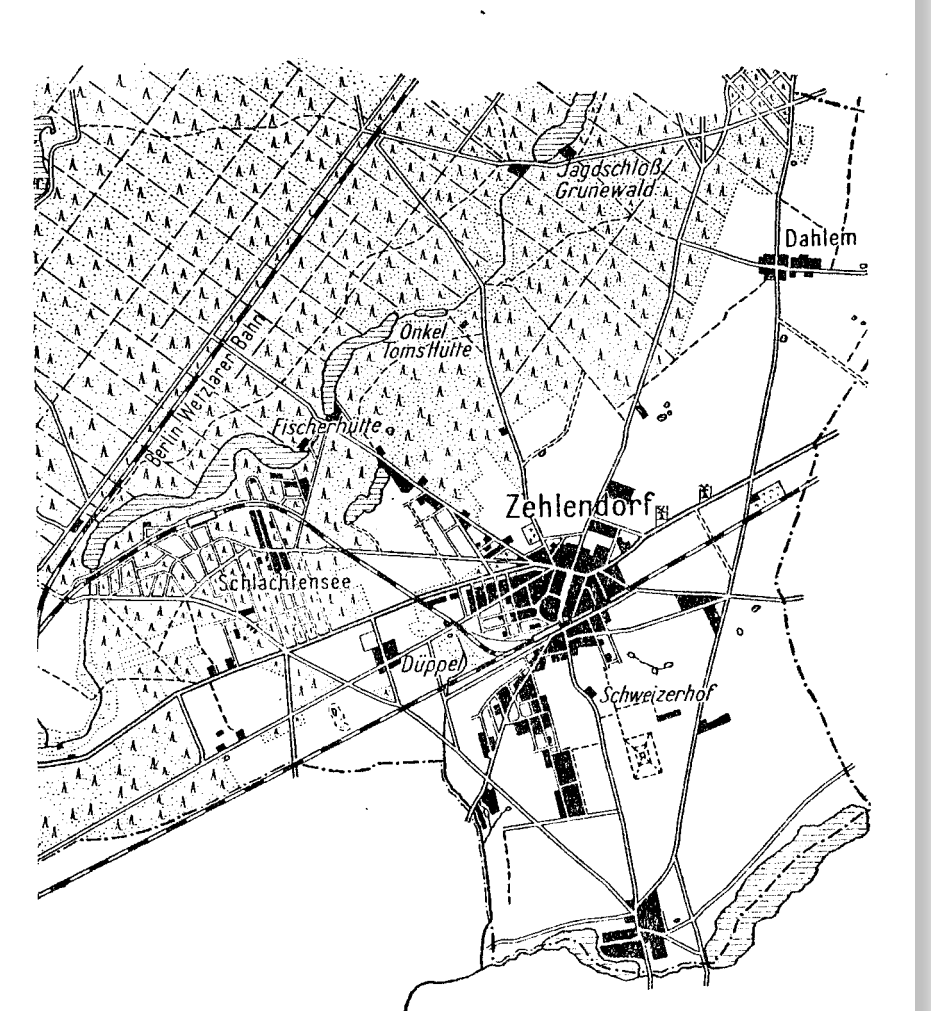 Jagdschloß
Grunewald
Dahlem
Onkel
Toms Hütte
Berlin Wetzlarer Bahn
Fischerhütte
Zehlendorf
Schlachtensee
Düppel
Schweizerhof